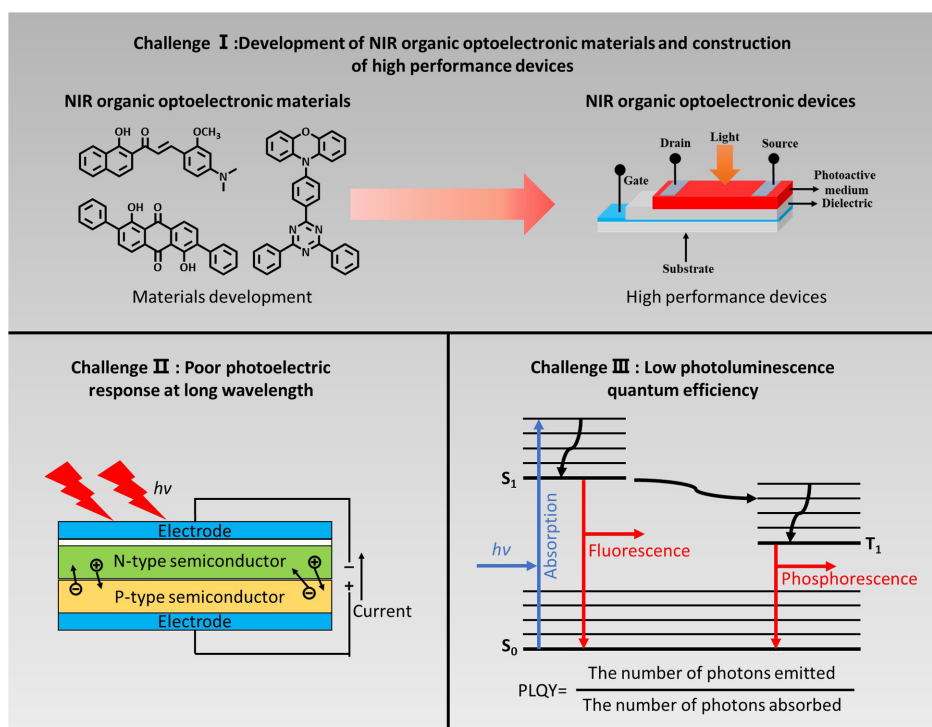 Challenge Ⅰ :Development of NIR organic optoelectronic materials and construction
of high performance devices
NIR organic optoelectronic materials
OH
O
OCH3
N
OH
O
O
OH
O
N
N
N
N
Materials development
NIR organic optoelectronic devices
Light
Drain
Source
Gate
Photoactive
medium
Dielectric
Substrate
High performance devices
Challenge Ⅱ : Poor photoelectric
response at long wavelength
hν
Electrode
N-type semiconductor
P-type semiconductor
Electrode
−
+
Current
Challenge Ⅲ : Low photoluminescence
quantum efficiency
S1
T1
hν
Absorption
Fluorescence
Phosphorescence
S0
PLQY=
The number of photons emitted
The number of photons absorbed